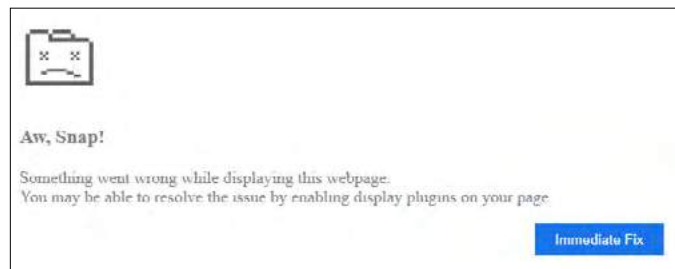 Aw, Snap!
Something went wrong while displaying this webpage.
You may be able to resolve the issue by enabling display plugins on your page
Immediate Fix